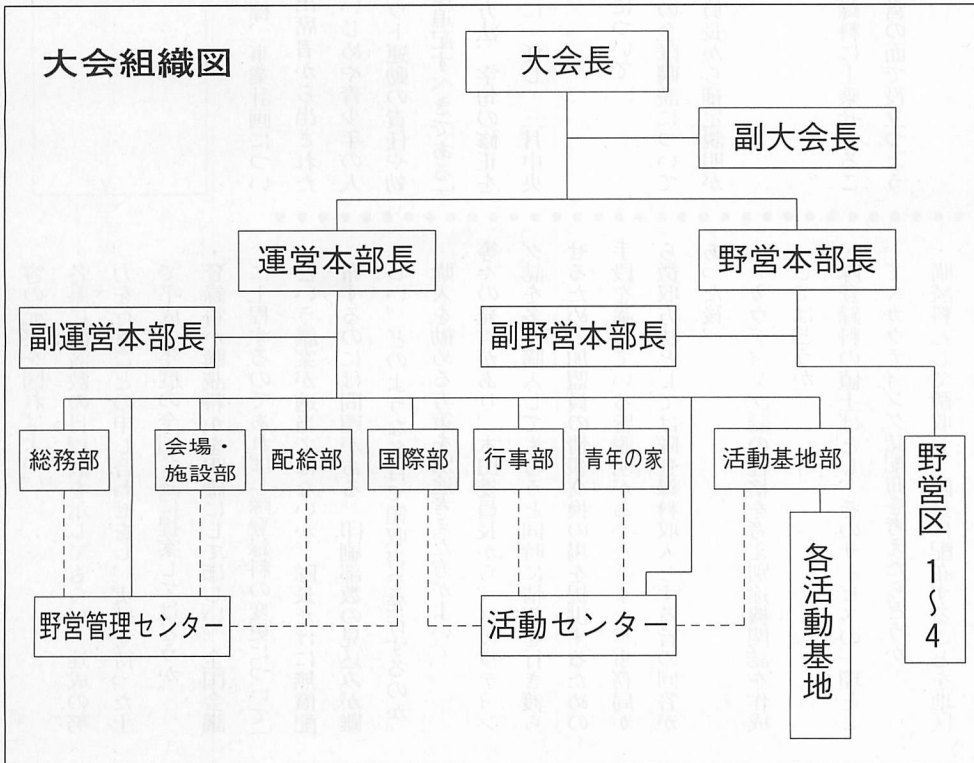 大会組織図
大会長
副大会長
運営本部長
野営本部長
副運営本部長
副野営本部長
総務部
会場・
施設部
配給部
国際部
行事部
青年の家
活動基地部
野営区 1〜4
野営管理センター
活動センター
各活動基地